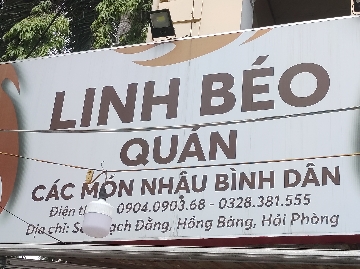 LINH BÉO
QUÁN
CÁC MÓN NHẬU BÌNH DÂN
Điện 0904.0903.68 - 0328.381.555
Địa chỉ: Đằng, Hồng Bàng, Hải Phòng